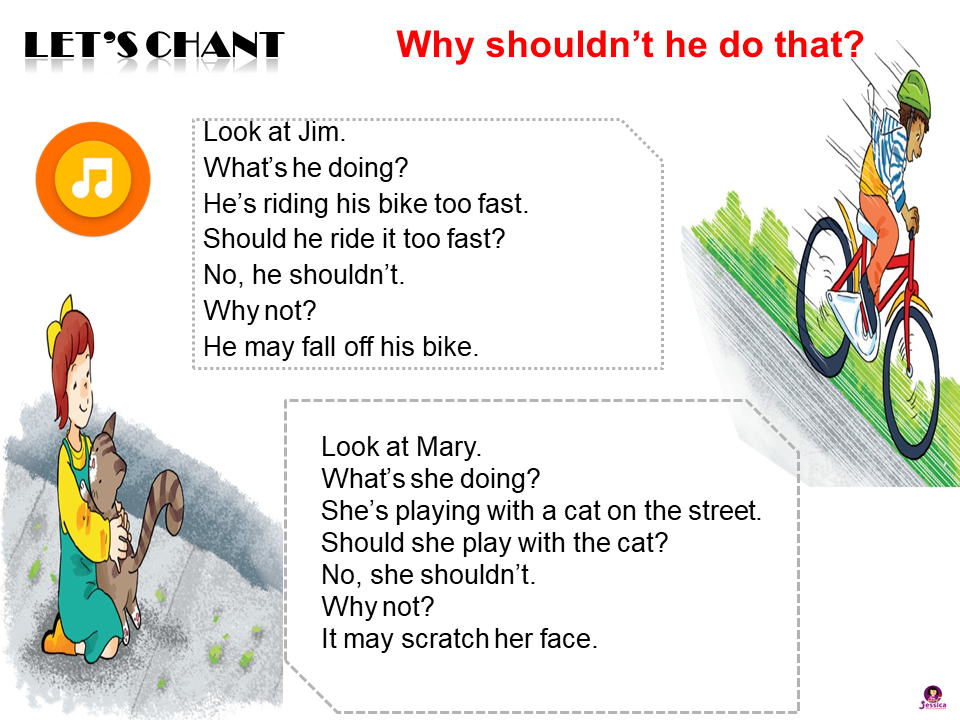 LET'S CHANT
Why shouldn't he do that?
Look at Jim.
What's he doing?
He's riding his bike too fast.
Should he ride it too fast?
No, he shouldn't.
Why not?
He may fall off his bike.
Look at Mary.
What's she doing?
She's playing with a cat on the street.
Should she play with the cat?
No, she shouldn't.
Why not?
It may scratch her face.
Jessica